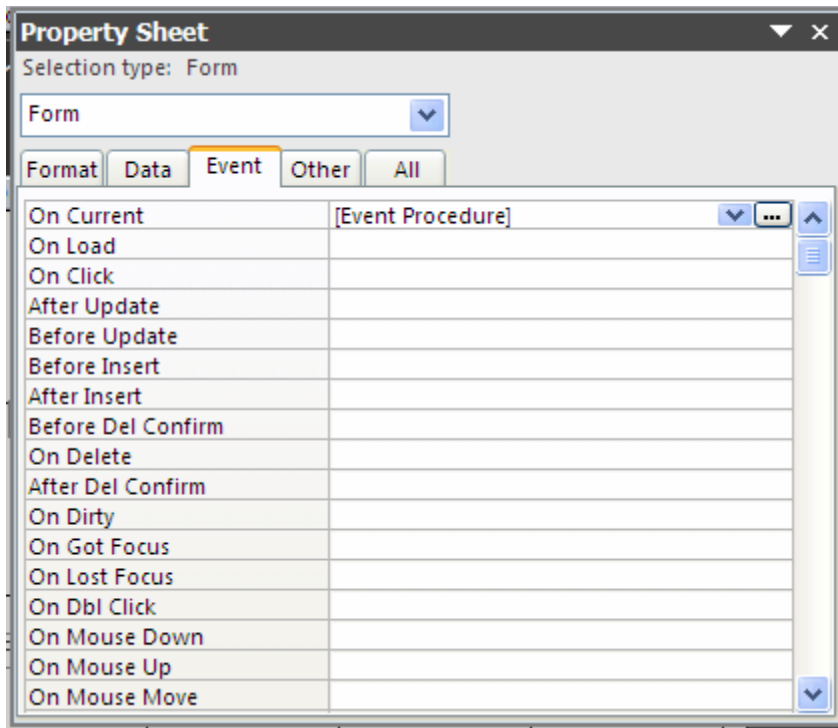 Property Sheet
Selection type: Form
Form
Format Data Event Other All
On Current [Event Procedure] ...
On Load
On Click
After Update
Before Update
Before Insert
After Insert
Before Del Confirm
On Delete
After Del Confirm
On Dirty
On Got Focus
On Lost Focus
On Dbl Click
On Mouse Down
On Mouse Up
On Mouse Move